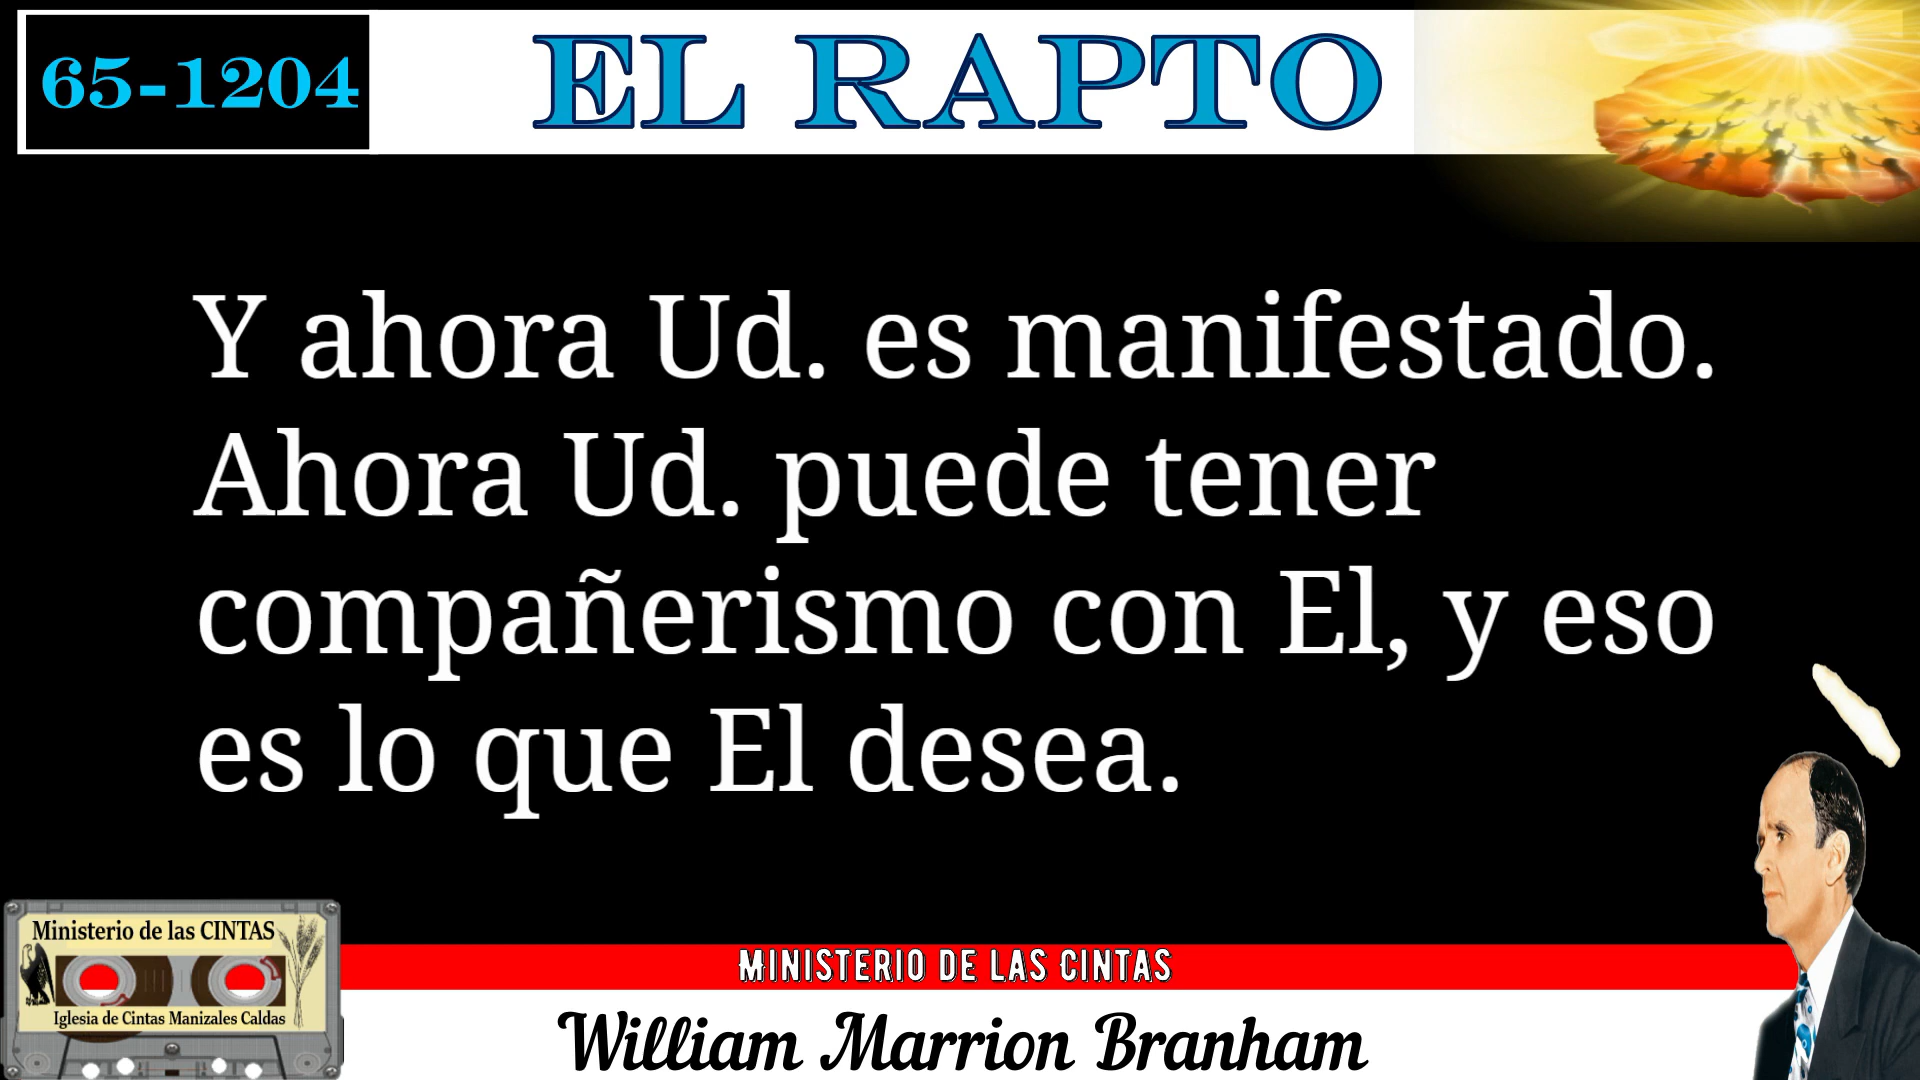 65-1204
EL RAPTO
Y ahora Ud. es manifestado.
Ahora Ud. puede tener
compañerismo con El, y eso
es lo que El desea.
Ministerio de las CINTAS
Iglesia de Cintas Manizales Caldas
MINISTERIO DE LAS CINTAS
William Marrion Branham